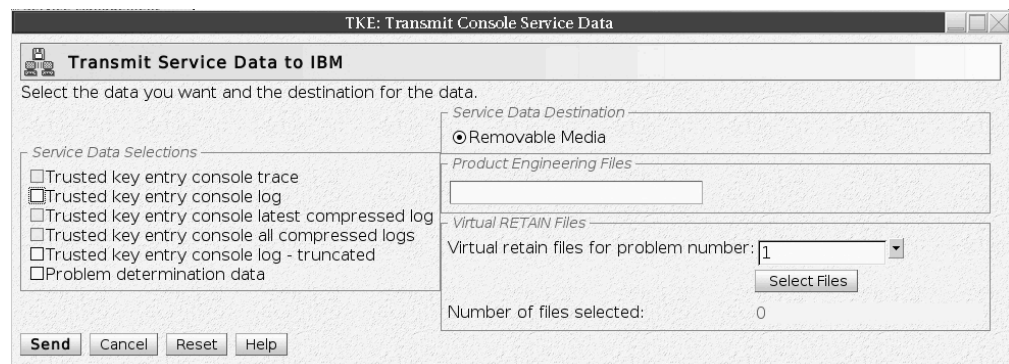 TKE: Transmit Console Service Data
Transmit Service Data to IBM
Select the data you want and the destination for the data.
Service Data Selections
Trusted key entry console trace
Trusted key entry console log
Trusted key entry console latest compressed log
Trusted key entry console all compressed logs
Trusted key entry console log - truncated
Problem determination data
Service Data Destination
Removable Media
Product Engineering Files
Virtual RETAIN Files
Virtual retain files for problem number: 1
Select Files
Number of files selected: 0
Send Cancel Reset Help